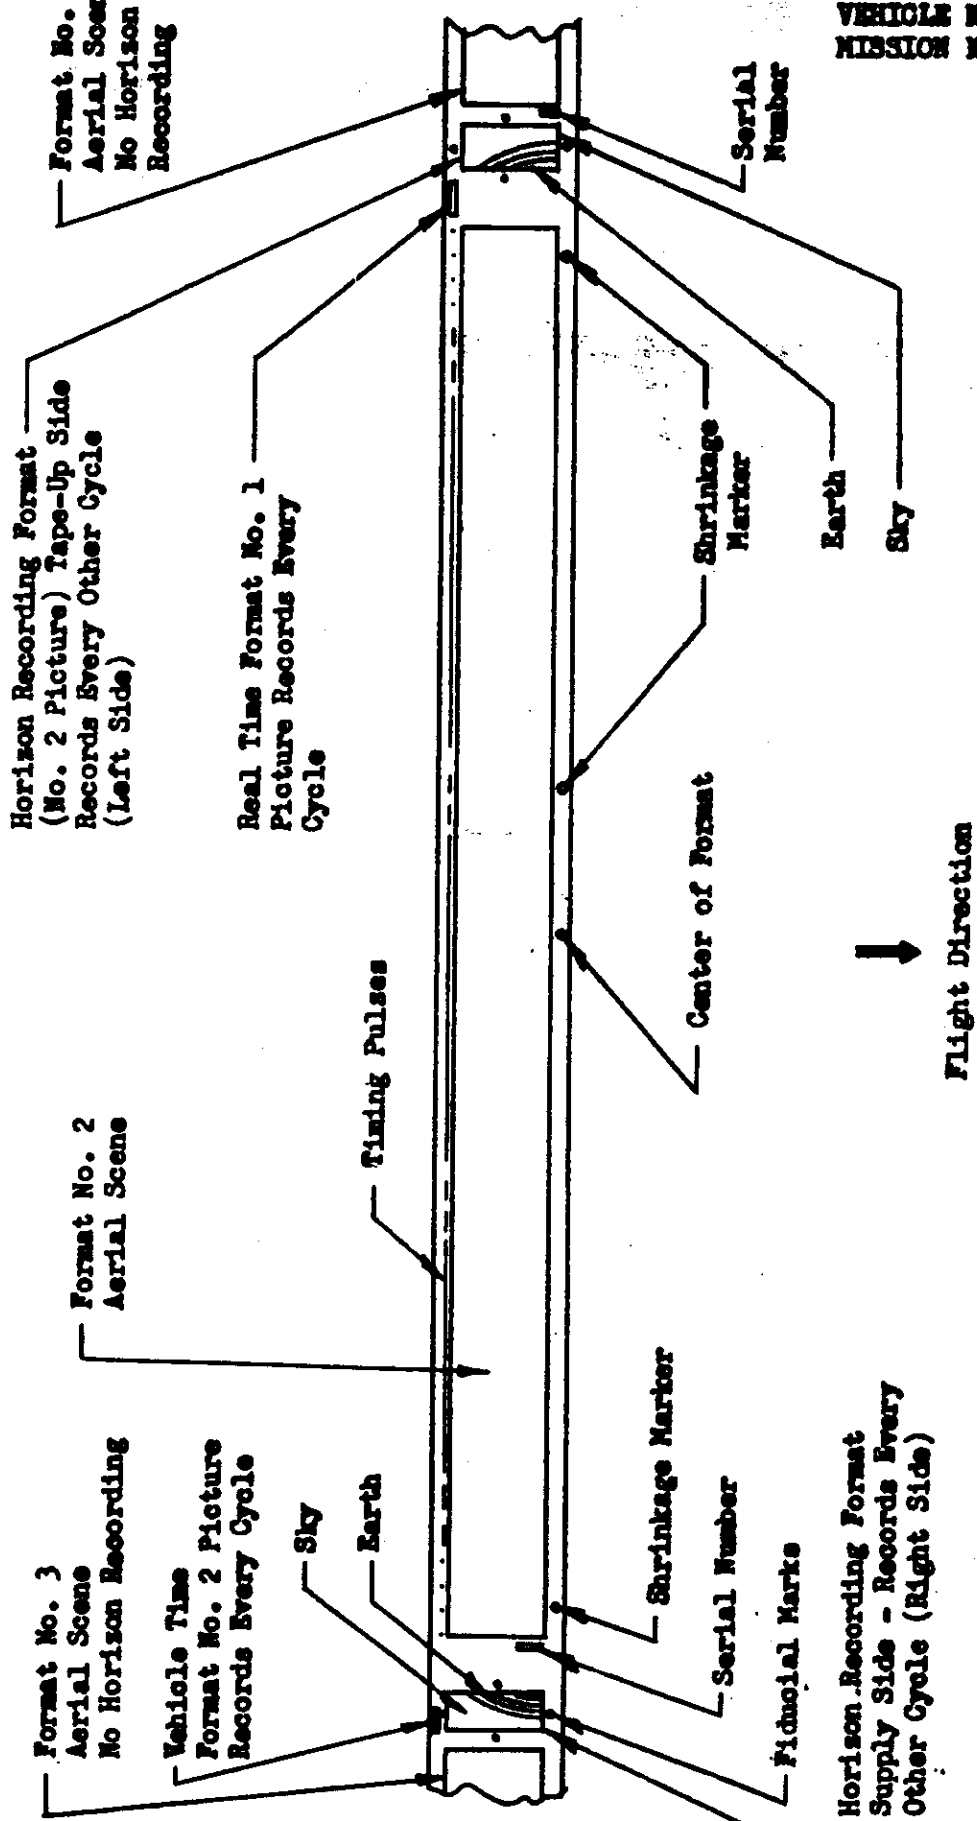 Format No. 3
Aerial Scene
No Horizon Recording
Vehicle Time
Format No. 2 Picture
Records Every Cycle
Sky
Earth
Format No. 2
Aerial Scene
Timing Pulses
Horizon Recording Format
(No. 2 Picture) Tape-Up Side
Records Every Other Cycle
(Left Side)
Real Time Format No. 1
Picture Records Every
Cycle
Format No.
Aerial
No Horizon
Recording
Shrinkage Marker
Serial Number
Fiducial Marks
Horizon Recording Format
Supply Side - Records Every
Other Cycle (Right Side)
Center of Format
Flight Direction
Shrinkage
Marker
Earth
Sky
Serial
Number
VEHICLE
MISSION